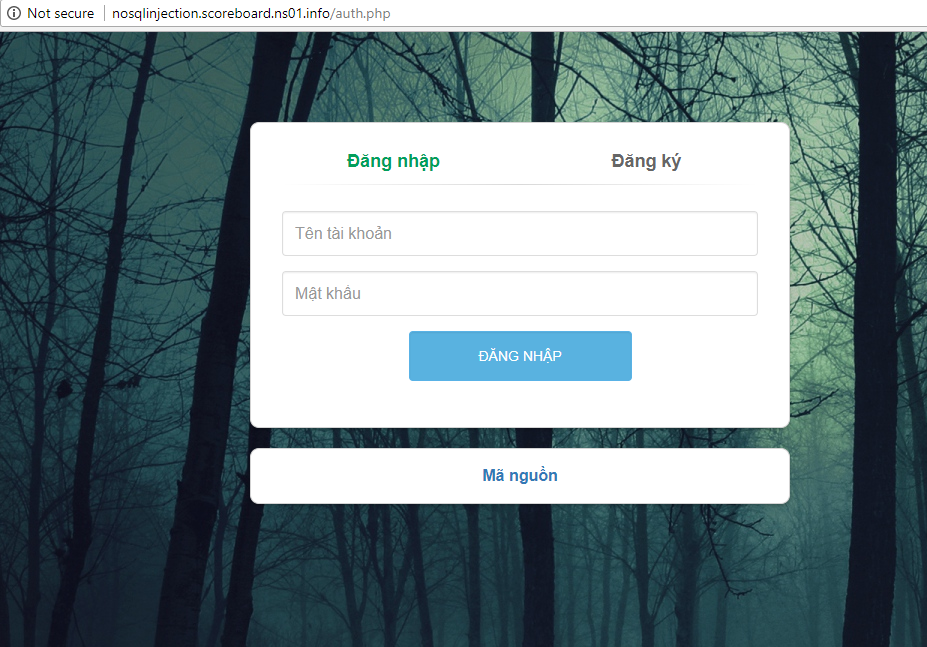 Not secure nosqlinjection.scoreboard.ns01.info/auth.php
Đăng nhập Đăng ký
Tên tài khoản
Mật khẩu
ĐĂNG NHẬP
Mã nguồn